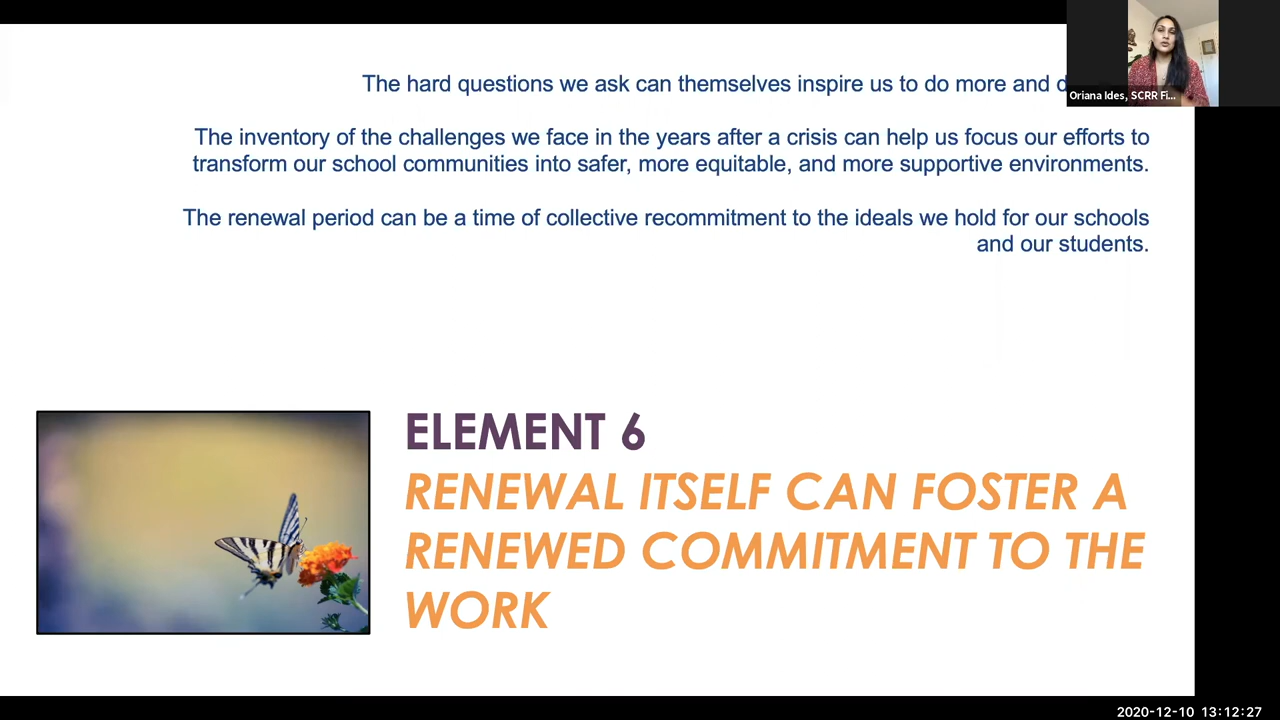 The hard questions we ask can themselves inspire us to do more and
Oriana Ides, SCRR Fi...
The inventory of the challenges we face in the years after a crisis can help us focus our efforts to
transform our school communities into safer, more equitable, and more supportive environments.
The renewal period can be a time of collective recommitment to the ideals we hold for our schools
and our students.
ELEMENT 6
RENEWAL ITSELF CAN FOSTER A
RENEWED COMMITMENT TO THE
WORK
2020-12-10 13:12:27